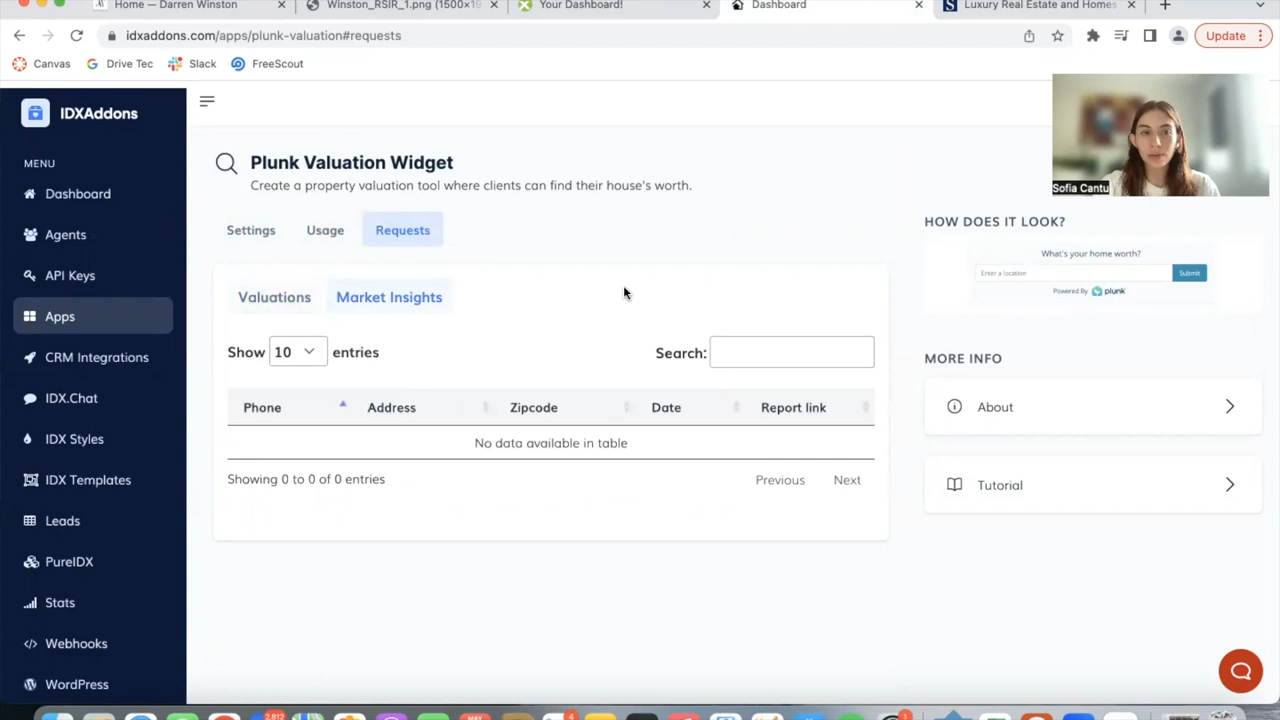 Home — Darren Winston
Winston_RSIR_1.png (1500×19
Your Dashboard!
Dashboard
Luxury Real Estate and Homes
idxaddons.com/apps/plunk-valuation#requests
Update
Canvas
Drive Tec
Slack
FreeScout
IDXAddons
MENU
Dashboard
Agents
API Keys
Apps
CRM Integrations
IDX.Chat
IDX Styles
IDX Templates
Leads
PureIDX
Stats
Webhooks
WordPress
Plunk Valuation Widget
Create a property valuation tool where clients can find their house's worth.
Settings Usage Requests
Valuations Market Insights
Show 10 entries
Search:
Phone Address Zipcode Date Report link
No data available in table
Showing 0 to 0 of 0 entries
Previous Next
Sofia Cantu
HOW DOES IT LOOK?
What's your home worth?
Enter a location Submit
Powered By plunk
MORE INFO
About
Tutorial
2,812
MAY
4
1